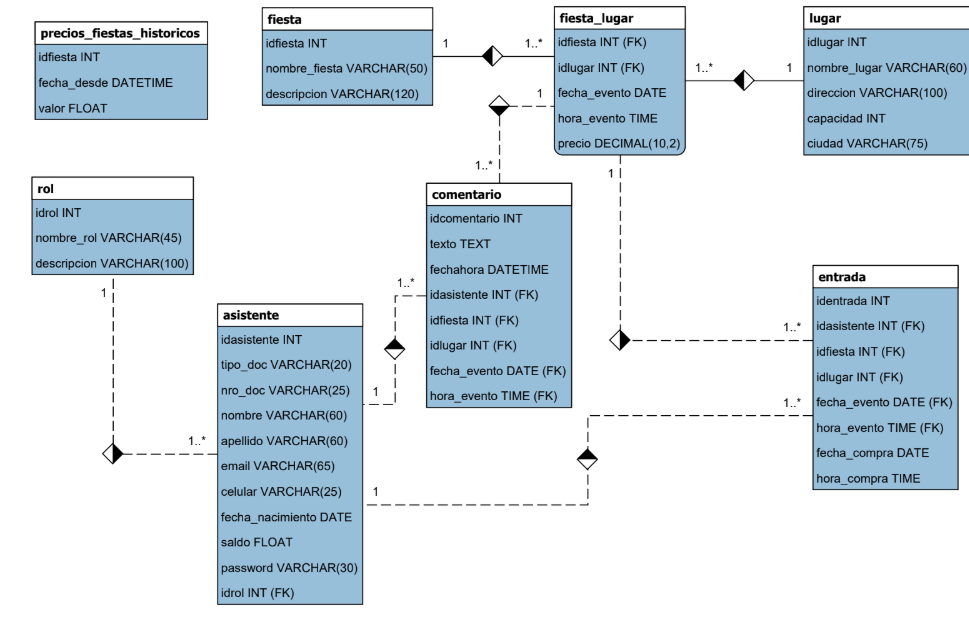 precios_fiestas_historicos
idfiesta INT
fecha_desde DATETIME
valor FLOAT
fiesta
idfiesta INT
nombre_fiesta VARCHAR(50)
descripcion VARCHAR(120)
1
1..*
fiesta_lugar
idfiesta INT (FK)
idlugar INT (FK)
fecha_evento DATE
hora_evento TIME
precio DECIMAL(10,2)
1..*
1
lugar
idlugar INT
nombre_lugar VARCHAR(60)
direccion VARCHAR(100)
capacidad INT
ciudad VARCHAR(75)
1
1..*
1
1..*
rol
idrol INT
nombre_rol VARCHAR(45)
descripcion VARCHAR(100)
1
1..*
comentario
idcomentario INT
texto TEXT
fechahora DATETIME
idasistente INT (FK)
idfiesta INT (FK)
idlugar INT (FK)
fecha_evento DATE (FK)
hora_evento TIME (FK)
1..*
1
asistente
idasistente INT
tipo_doc VARCHAR(20)
nro_doc VARCHAR(25)
nombre VARCHAR(60)
apellido VARCHAR(60)
email VARCHAR(65)
celular VARCHAR(25)
fecha_nacimiento DATE
saldo FLOAT
password VARCHAR(30)
idrol INT (FK)
1
1..*
entrada
identrada INT
idasistente INT (FK)
idfiesta INT (FK)
idlugar INT (FK)
fecha_evento DATE (FK)
hora_evento TIME (FK)
fecha_compra DATE
hora_compra TIME